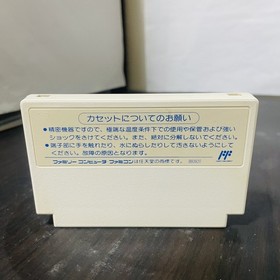 カセットについてのお願い
●精密機器ですので、極端な温度条件下での使用や保管および強い
ショックをさけてください。また、絶対に分解しないでください。
●端子部に手を触れたり、水にぬらしたりして汚さないようにして
ください。故障の原因となります。
ファミリーコンピュータ ファミコンは任天堂の商標です。